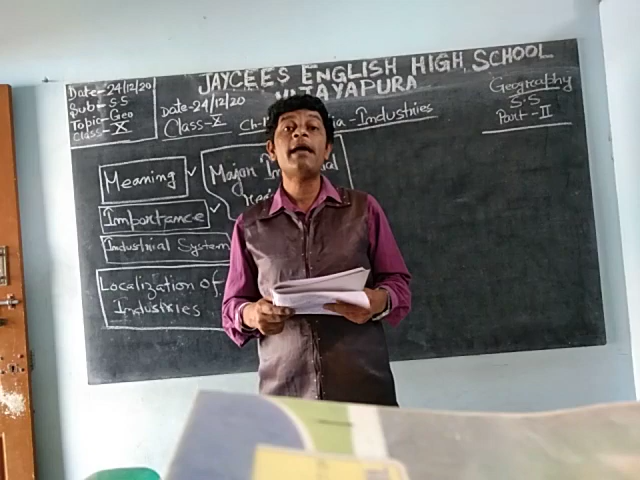 JAYCEES ENGLISH HIGH SCHOOL
VIJAYAPURA
Date-24/12/20
Sub-S.S
Topic-Geo
Class-X
Date-24/12/20
Class-X
Industries
Geography
S.S
Part-II
Meaning ✓
Importance ✓
Industrial System
Localization of
Industries
Major